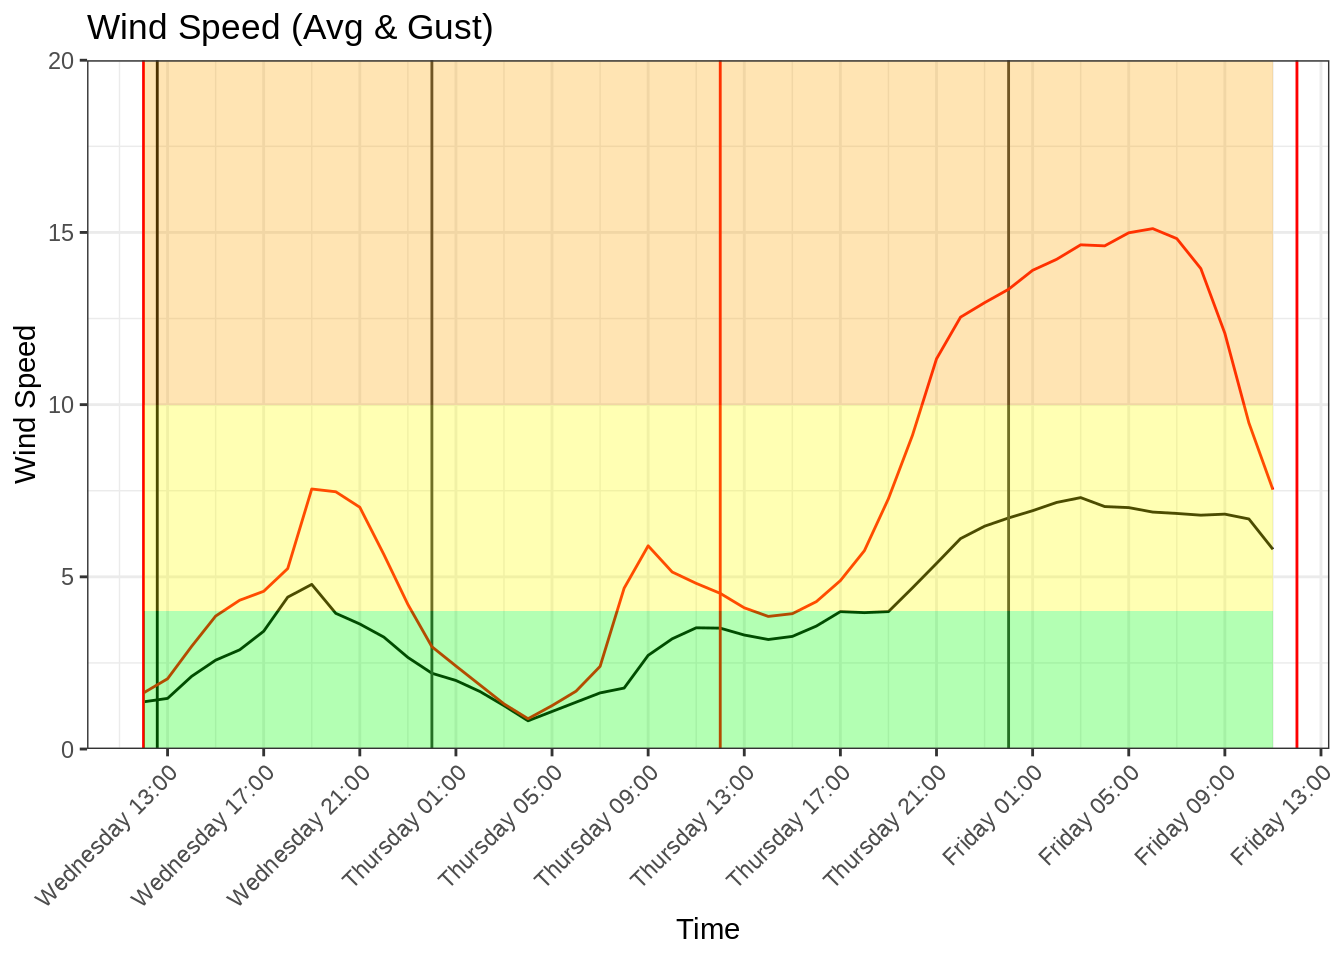 Wind Speed (Avg & Gust)
20
15
10
5
0
Wind Speed
Wednesday 13:00
Wednesday 17:00
Wednesday 21:00
Thursday 01:00
Thursday 05:00
Thursday 09:00
Thursday 13:00
Thursday 17:00
Thursday 21:00
Friday 01:00
Friday 05:00
Friday 09:00
Friday 13:00
Time